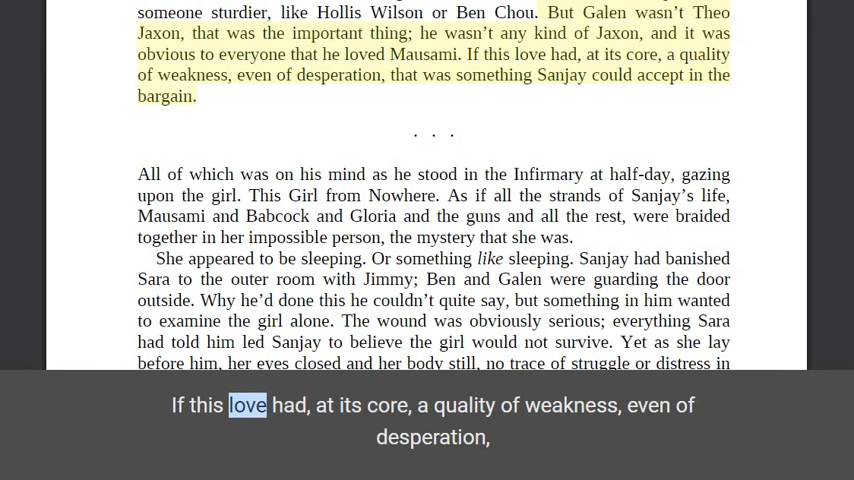 someone sturdier, like Hollis Wilson or Ben Chou. But Galen wasn’t Theo
Jaxon, that was the important thing; he wasn’t any kind of Jaxon, and it was
obvious to everyone that he loved Mausami. If this love had, at its core, a quality
of weakness, even of desperation, that was something Sanjay could accept in the
bargain.
. . .
All of which was on his mind as he stood in the Infirmary at half-day, gazing
upon the girl. This Girl from Nowhere. As if all the strands of Sanjay’s life,
Mausami and Babcock and Gloria and the guns and all the rest, were braided
together in her impossible person, the mystery that she was.
She appeared to be sleeping. Or something like sleeping. Sanjay had banished
Sara to the outer room with Jimmy; Ben and Galen were guarding the door
outside. Why he’d done this he couldn’t quite say, but something in him wanted
to examine the girl alone. The wound was obviously serious; everything Sara
had told him led Sanjay to believe the girl would not survive. Yet as she lay
before him, her eyes closed and her body still, no trace of struggle or distress in
If this love had, at its core, a quality of weakness, even of
desperation,